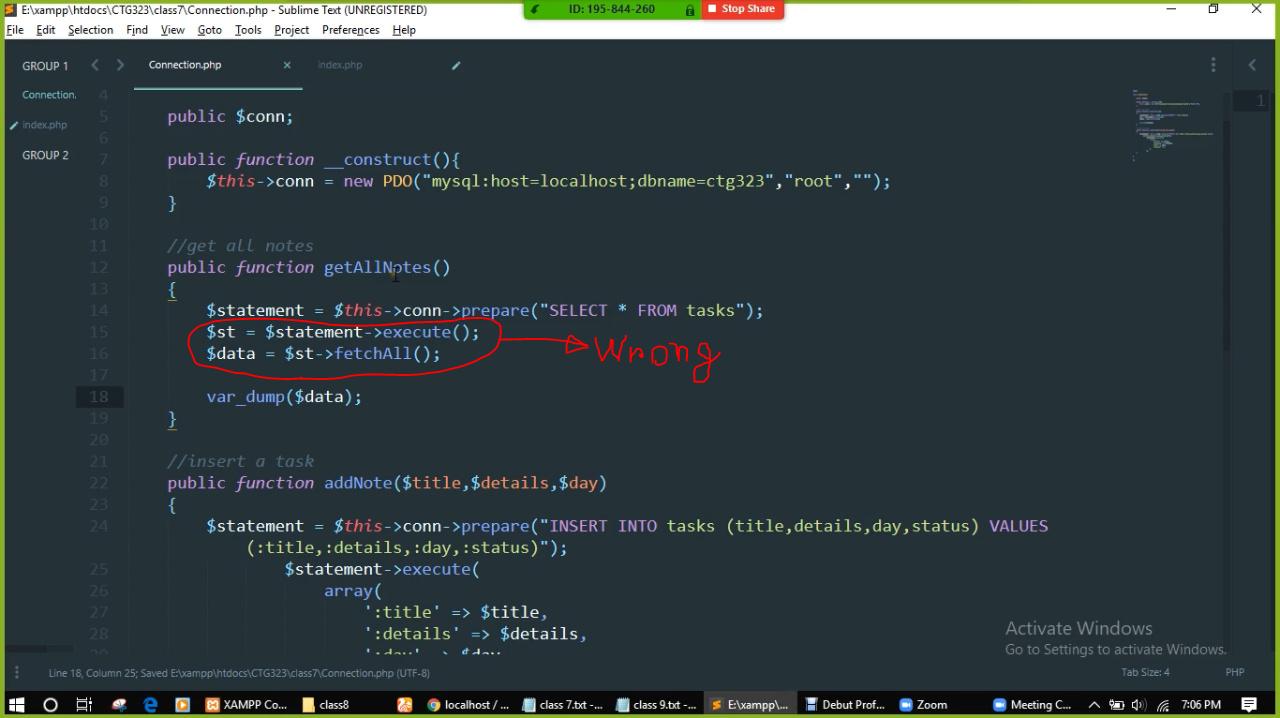 E:\xampp\htdocs\CTG323\class7\Connection.php - Sublime Text (UNREGISTERED)
ID: 195-844-260
Stop Share
File Edit Selection Find View Goto Tools Project Preferences Help
GROUP 1
Connection.php
index.php
Connection.
index.php
GROUP 2
4
5 public $conn;
6
7 public function __construct(){
8 $this->conn = new PDO("mysql:host=localhost;dbname=ctg323","root","");
9 }
10
11 //get all notes
12 public function getAllNotes()
13 {
14 $statement = $this->conn->prepare("SELECT * FROM tasks");
15 $st = $statement->execute();
16 $data = $st->fetchAll();
Wrong
17
18 var_dump($data);
19 }
20
21 //insert a task
22 public function addNote($title,$details,$day)
23 {
24 $statement = $this->conn->prepare("INSERT INTO tasks (title,details,day,status) VALUES
(:title,:details,:day,:status)");
25 $statement->execute(
26 array(
27 ':title' => $title,
28 ':details' => $details,
1
Activate Windows
Go to Settings to activate Windows.
Line 18, Column 25; Saved E:\xampp\htdocs\CTG323\class7\Connection.php (UTF-8)
Tab Size: 4
PHP
XAMPP Co...
class8
localhost / ...
class 7.txt -...
class 9.txt -...
E:\xampp\...
Debut Prof...
Zoom
Meeting C...
7:06 PM